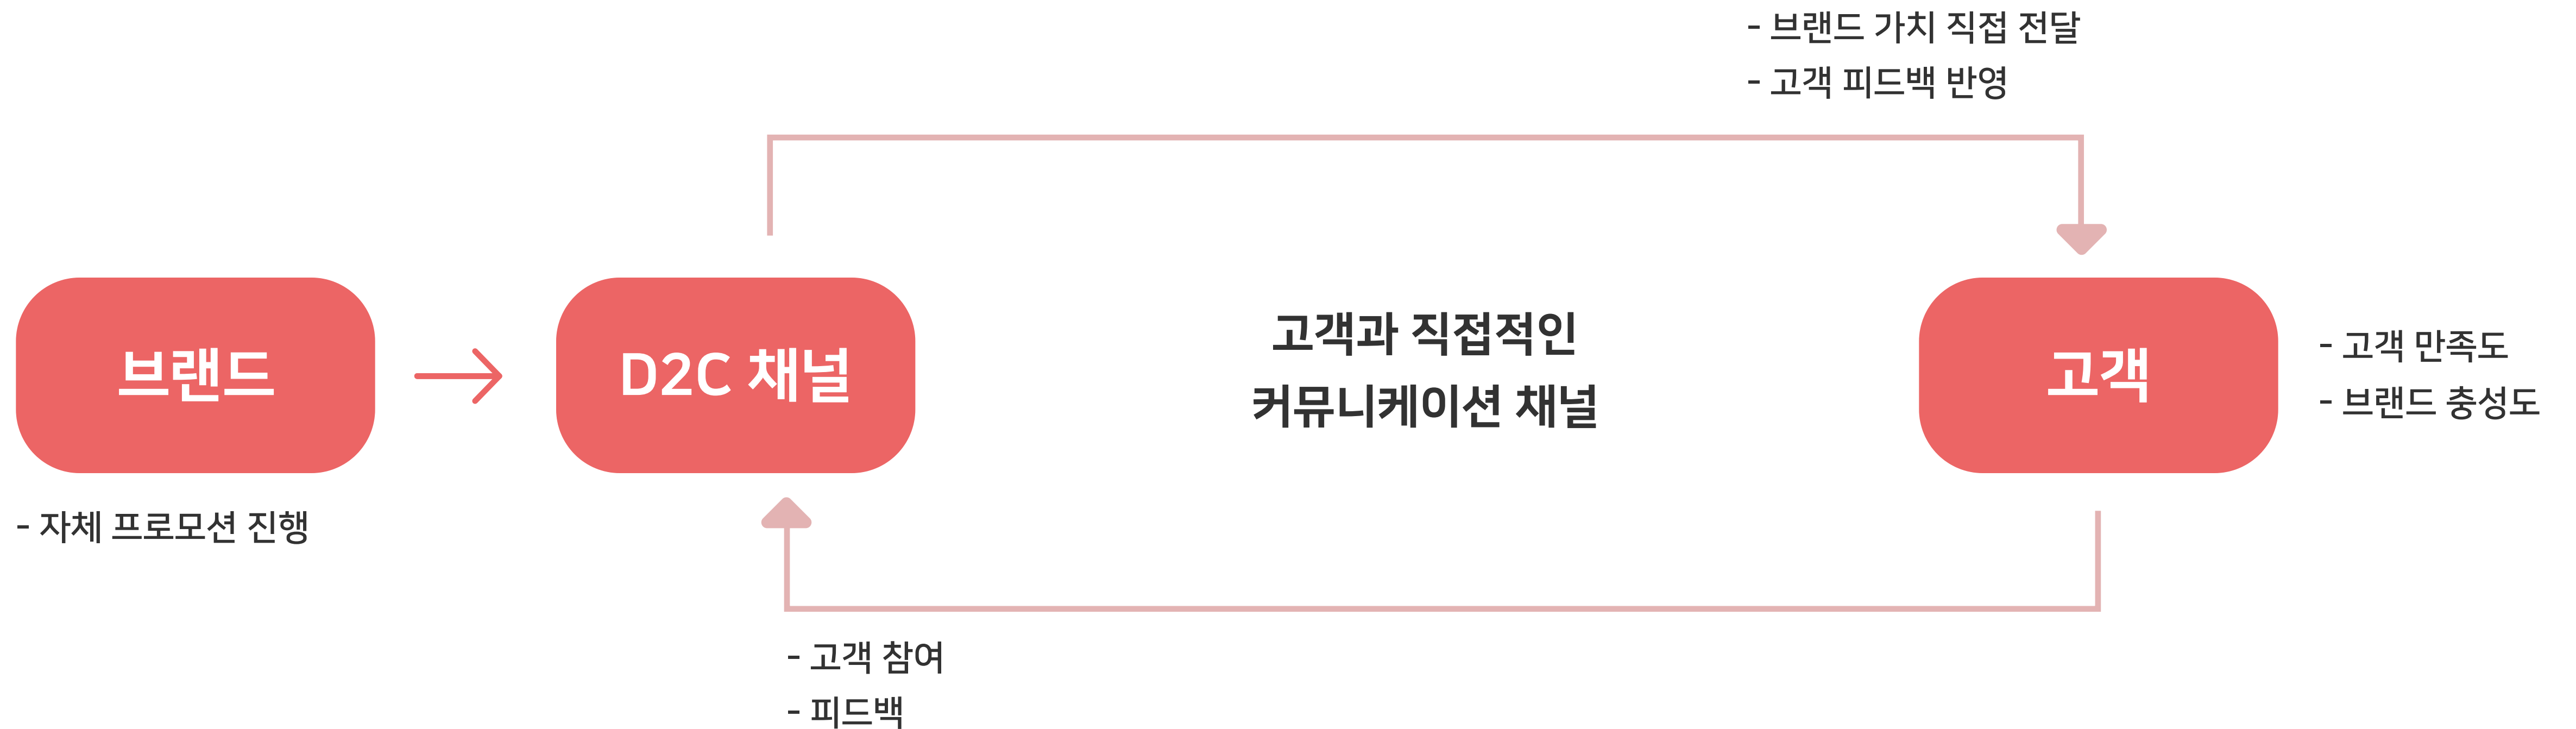 - 브랜드 가치 직접 전달
- 고객 피드백 반영
브랜드
D2C 채널
고객과 직접적인
커뮤니케이션 채널
고객
- 고객 만족도
- 브랜드 충성도
- 자체 프로모션 진행
- 고객 참여
- 피드백